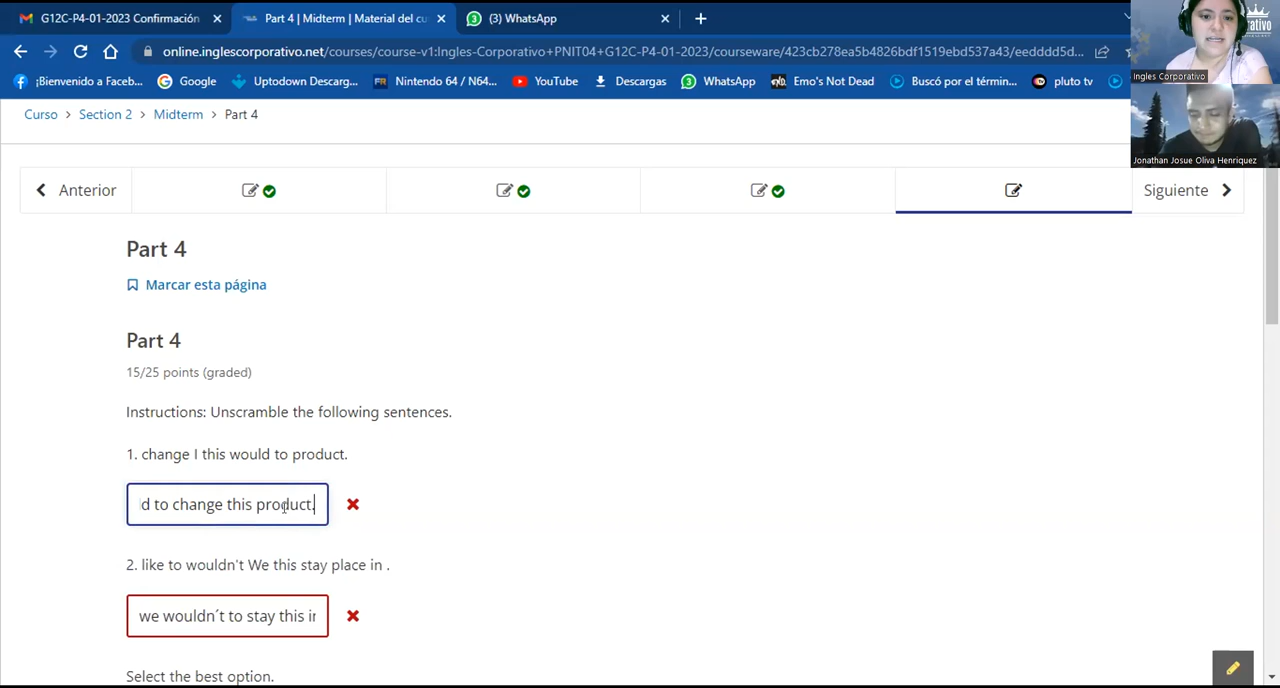 G12C-P4-01-2023 Confirmación
Part 4 | Midterm | Material del cu
(3) WhatsApp
online.inglescorporativo.net/courses/course-v1:Ingles-Corporativo+PNIT04+G12C-P4-01-2023/courseware/423cb278ea5b4826bdf1519ebd537a43/eedddd5d...
¡Bienvenido a Faceb... Google Uptodown Descarg... Nintendo 64 / N64... YouTube Descargas WhatsApp Emo's Not Dead Buscó por el términ... pluto tv
Ingles Corporativo
Jonathan Josue Oliva Henriquez
Curso > Section 2 > Midterm > Part 4
Anterior
Siguiente
Part 4
Marcar esta página
Part 4
15/25 points (graded)
Instructions: Unscramble the following sentences.
1. change I this would to product.
d to change this product.
2. like to wouldn't We this stay place in .
we wouldn´t to stay this in
Select the best option.